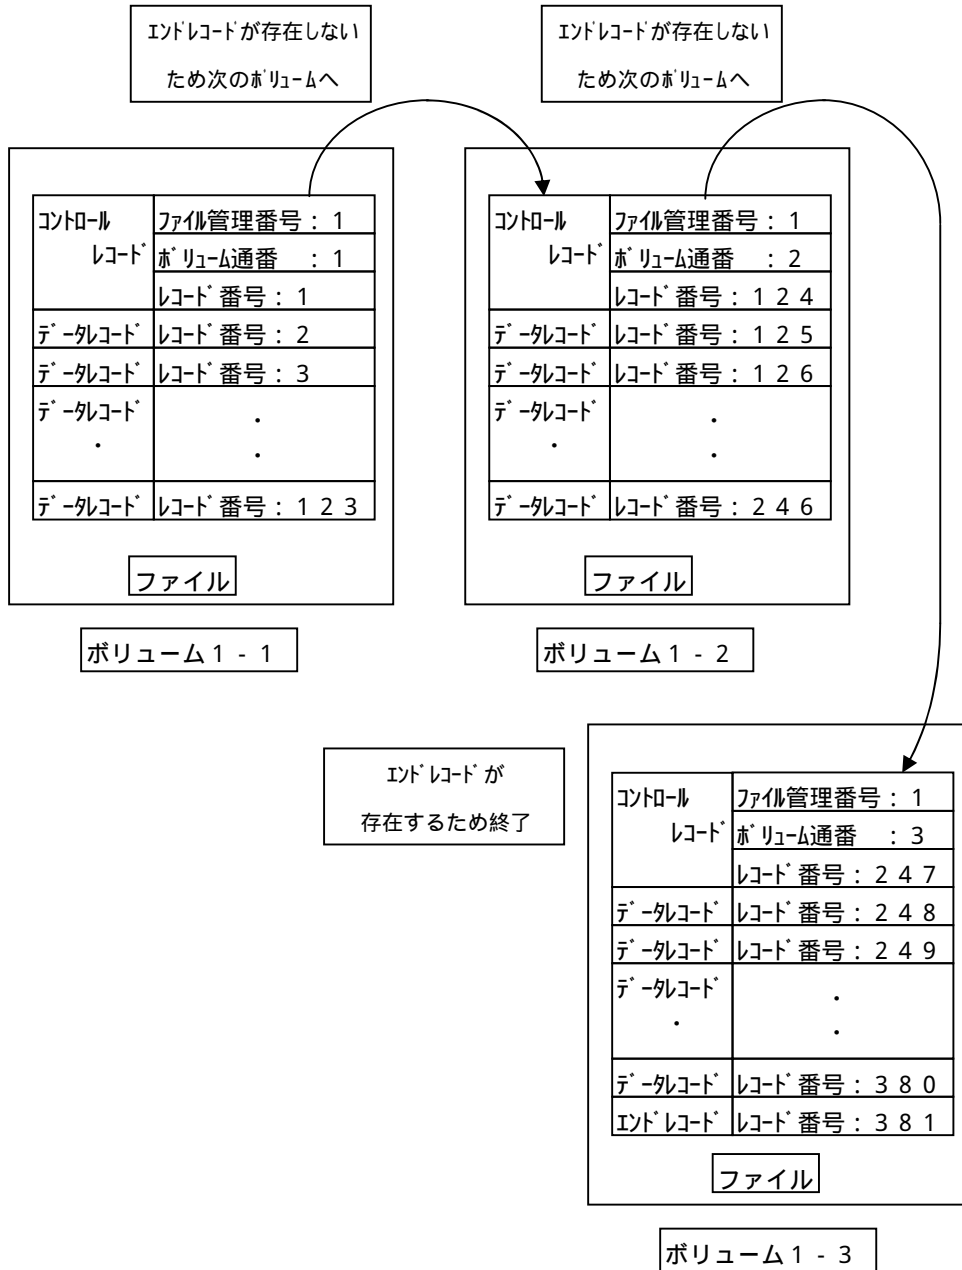 ｴﾝﾄﾞﾚｺｰﾄﾞが存在しない
ため次のﾎﾞﾘｭｰﾑへ
ｴﾝﾄﾞﾚｺｰﾄﾞが存在しない
ため次のﾎﾞﾘｭｰﾑへ
ｺﾝﾄﾛｰﾙ ﾌｧｲﾙ管理番号：１
ﾚｺｰﾄﾞ ﾎﾞﾘｭｰﾑ通番　：１
ﾚｺｰﾄﾞ番号：１
ﾃﾞｰﾀﾚｺｰﾄﾞ ﾚｺｰﾄﾞ番号：２
ﾃﾞｰﾀﾚｺｰﾄﾞ ﾚｺｰﾄﾞ番号：３
ﾃﾞｰﾀﾚｺｰﾄﾞ ・
・ ・
ﾃﾞｰﾀﾚｺｰﾄﾞ ﾚｺｰﾄﾞ番号：１２３
ファイル
ボリューム１‐１
ｺﾝﾄﾛｰﾙ ﾌｧｲﾙ管理番号：１
ﾚｺｰﾄﾞ ﾎﾞﾘｭｰﾑ通番　：２
ﾚｺｰﾄﾞ番号：１２４
ﾃﾞｰﾀﾚｺｰﾄﾞ ﾚｺｰﾄﾞ番号：１２５
ﾃﾞｰﾀﾚｺｰﾄﾞ ﾚｺｰﾄﾞ番号：１２６
ﾃﾞｰﾀﾚｺｰﾄﾞ ・
・ ・
ﾃﾞｰﾀﾚｺｰﾄﾞ ﾚｺｰﾄﾞ番号：２４６
ファイル
ボリューム１‐２
ｴﾝﾄﾞﾚｺｰﾄﾞが
存在するため終了
ｺﾝﾄﾛｰﾙ ﾌｧｲﾙ管理番号：１
ﾚｺｰﾄﾞ ﾎﾞﾘｭｰﾑ通番　：３
ﾚｺｰﾄﾞ番号：２４７
ﾃﾞｰﾀﾚｺｰﾄﾞ ﾚｺｰﾄﾞ番号：２４８
ﾃﾞｰﾀﾚｺｰﾄﾞ ﾚｺｰﾄﾞ番号：２４９
ﾃﾞｰﾀﾚｺｰﾄﾞ ・
・ ・
ﾃﾞｰﾀﾚｺｰﾄﾞ ﾚｺｰﾄﾞ番号：３８０
ｴﾝﾄﾞﾚｺｰﾄﾞ ﾚｺｰﾄﾞ番号：３８１
ファイル
ボリューム１‐３